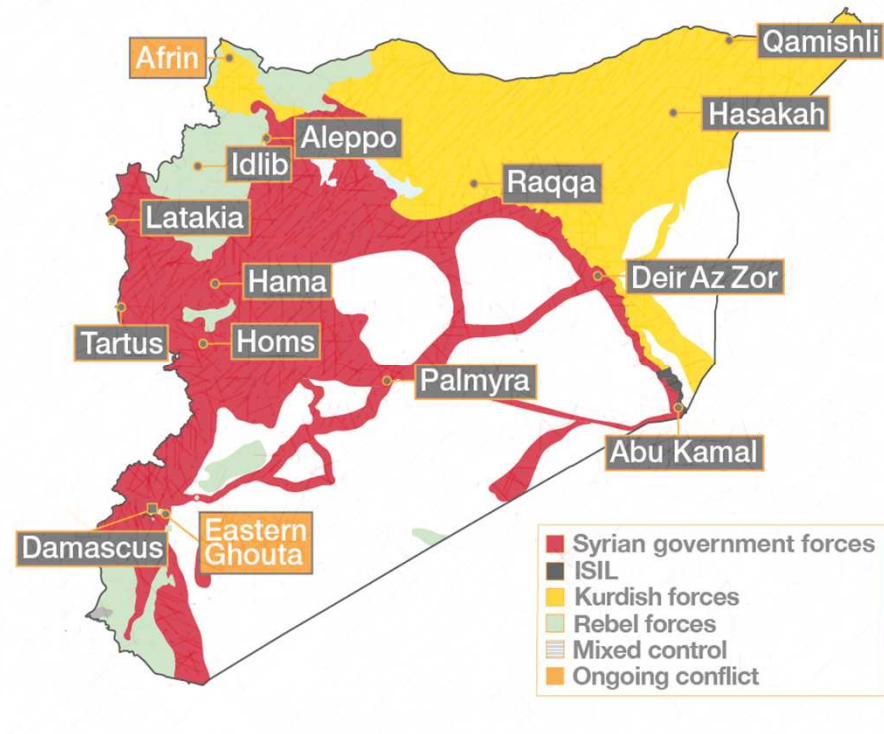 Qamishli
Afrin
Hasakah
Aleppo
Idlib
Raqqa
Latakia
Hama
Deir Az Zor
Tartus
Homs
Palmyra
Abu Kamal
Damascus
Eastern
Ghouta
Syrian government forces
ISIL
Kurdish forces
Rebel forces
Mixed control
Ongoing conflict